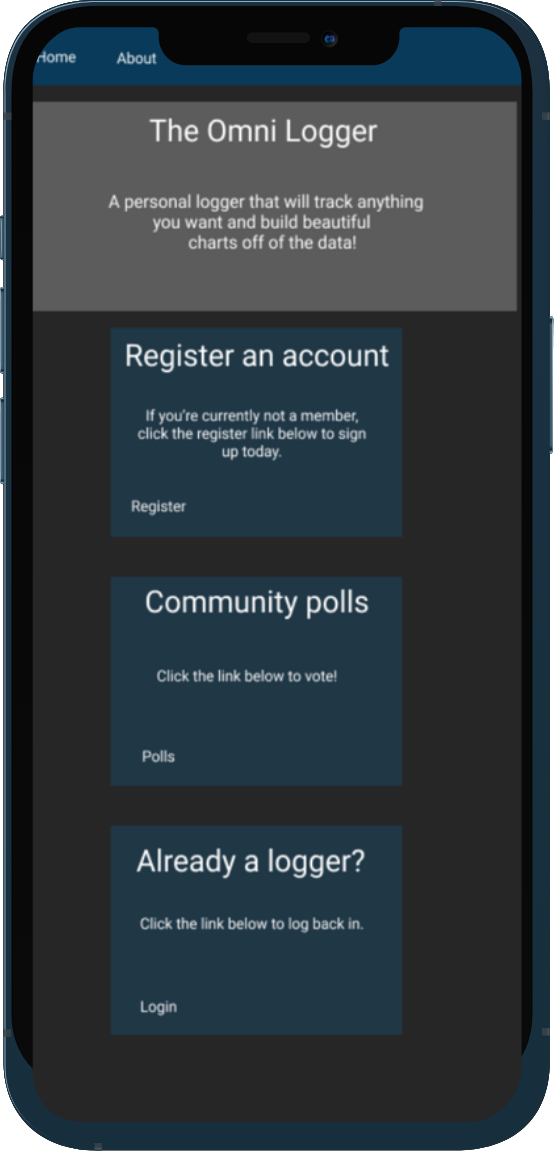 Home About
The Omni Logger
A personal logger that will track anything
you want and build beautiful
charts off of the data!
Register an account
If you're currently not a member,
click the register link below to sign
up today.
Register
Community polls
Click the link below to vote!
Polls
Already a logger?
Click the link below to log back in.
Login